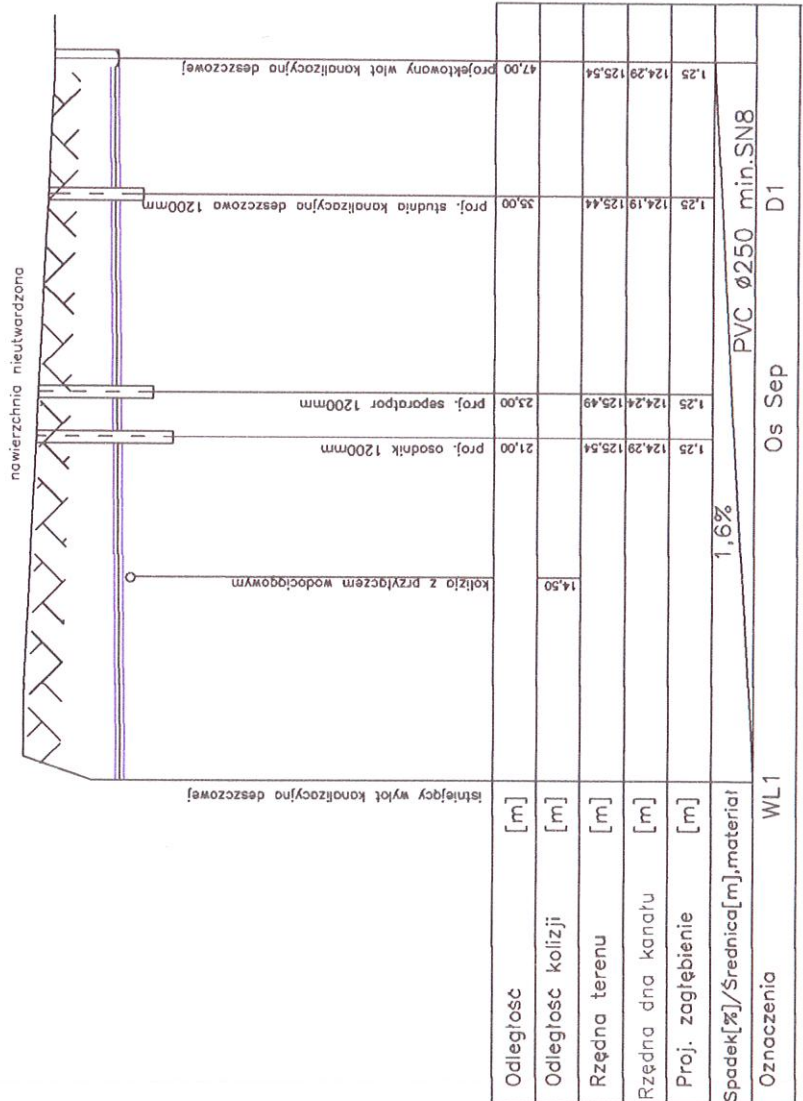 nawierzchnia nieutwardzona
istniejący wylot kanalizacyjna deszczowej
kolizja z przyłączem wodociągowym
proj. osadnik 1200mm
proj. separatpor 1200mm
proj. studnia kanalizacyjna deszczowa 1200mm
projektowany wlot kanalizacyjna deszczowej
Odległość [m] 21,00 23,00 35,00 47,00
Odległość kolizji [m] 14,50
Rzędna terenu [m] 125,54 125,49 125,44 125,54
Rzędna dna kanału [m] 124,29 124,24 124,19 124,29
Proj. zagłębienie [m] 1,25 1,25 1,25 1,25
Spadek[%]/Średnica[m],materiał 1,6% PVC ø250 min.SN8
Oznaczenia WL1 Os Sep D1